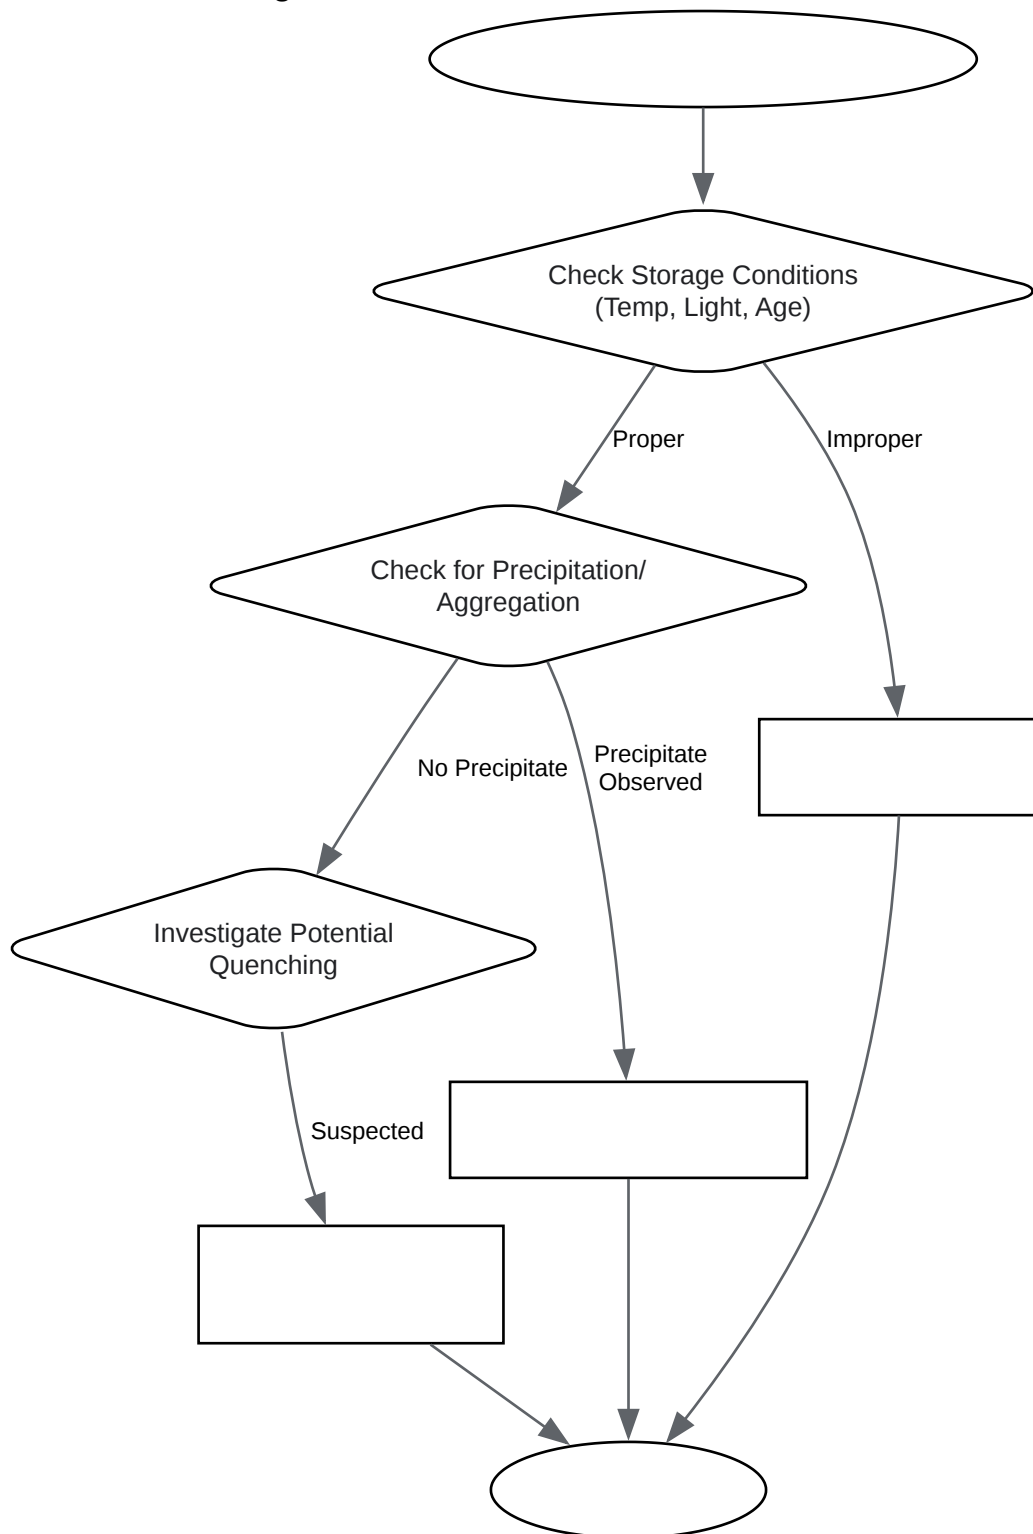 Check Storage Conditions
(Temp, Light, Age)
Proper
Improper
Check for Precipitation/
Aggregation
No Precipitate
Precipitate
Observed
Investigate Potential
Quenching
Suspected